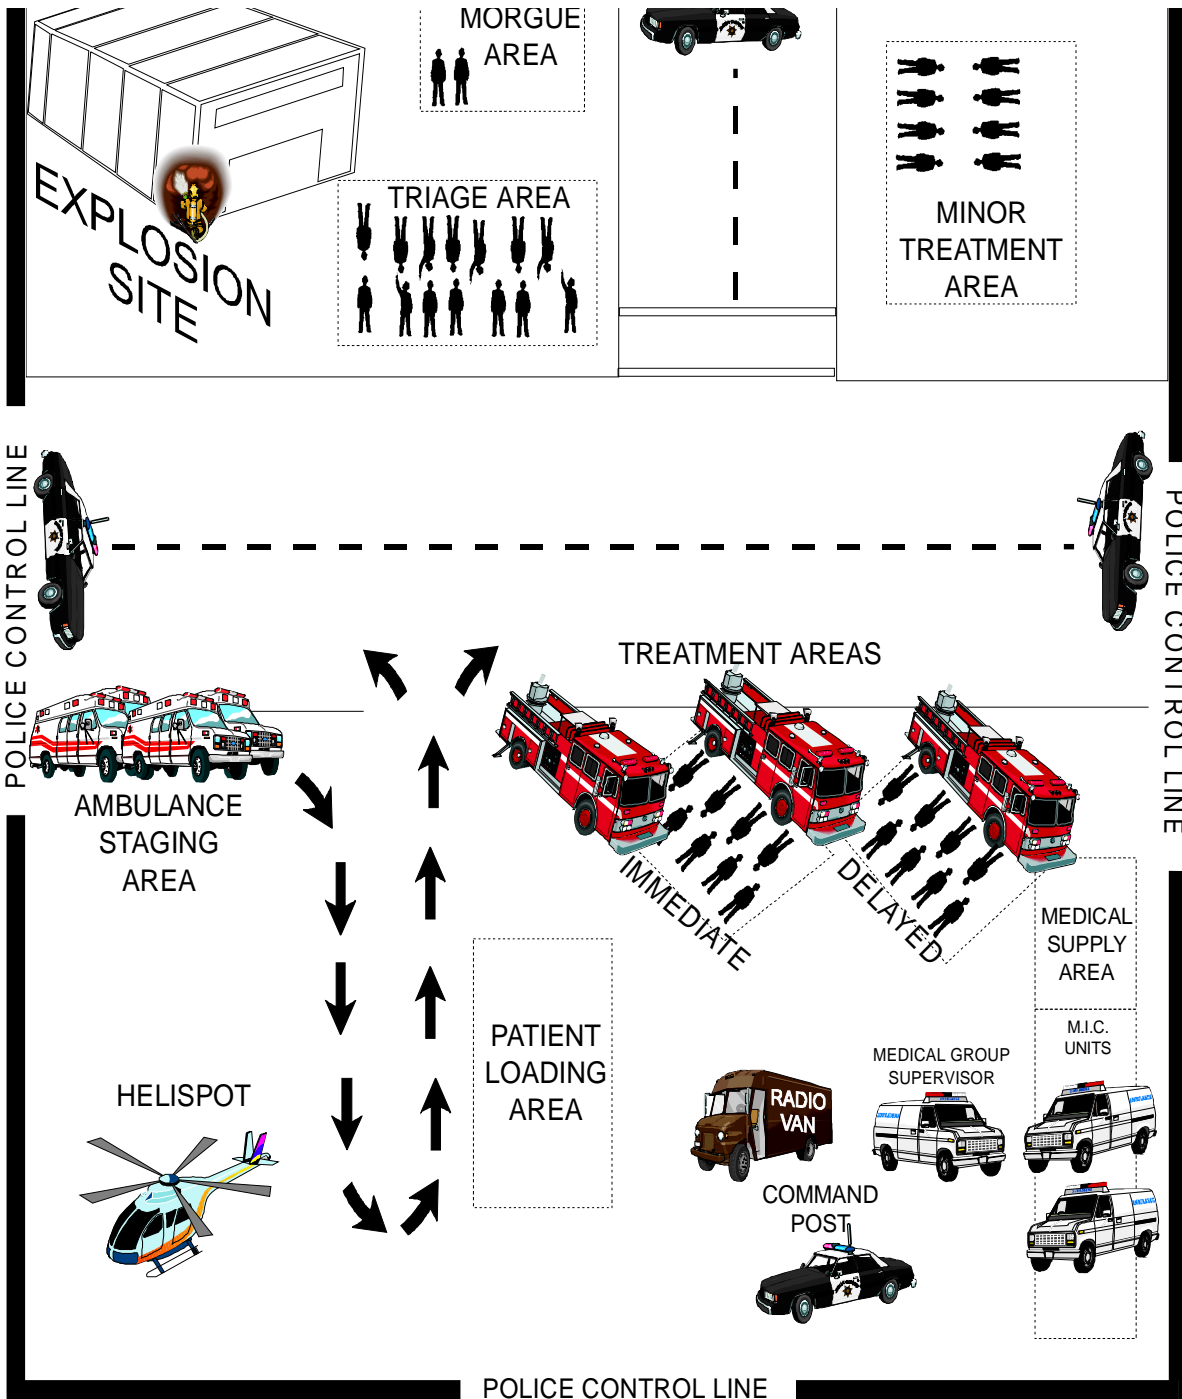 MORGUE
AREA
TRIAGE AREA
EXPLOSION
SITE
MINOR
TREATMENT
AREA
POLICE CONTROL LINE
POLICE CONTROL LINE
TREATMENT AREAS
AMBULANCE
STAGING
AREA
IMMEDIATE
DELAYED
MEDICAL
SUPPLY
AREA
PATIENT
LOADING
AREA
M.I.C.
UNITS
MEDICAL GROUP
SUPERVISOR
HELISPOT
RADIO
VAN
COMMAND
POST
POLICE CONTROL LINE